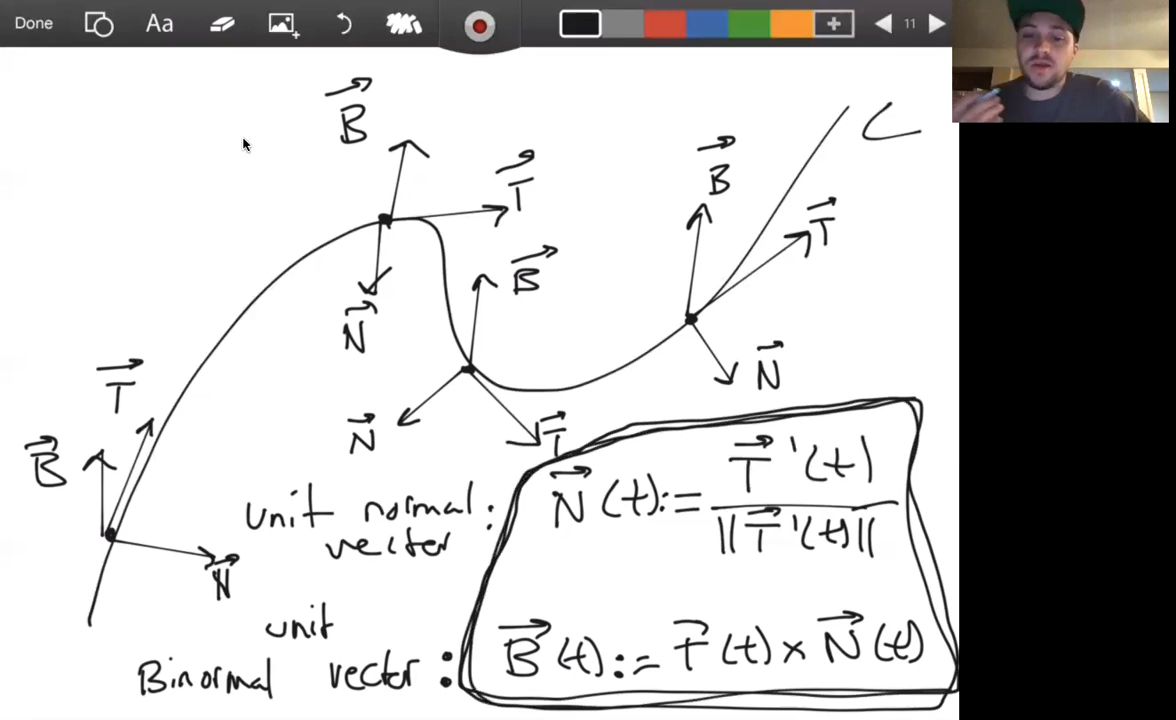 Done
Aa
11
B⃗
T⃗
B⃗
C
T⃗
B⃗
N⃗
T⃗
N⃗
B⃗
N⃗
T⃗
N⃗
unit normal
vector :
N⃗(t) := T⃗'(t) / ||T⃗'(t)||
unit
Binormal vector :
B⃗(t) := T⃗(t) × N⃗(t)